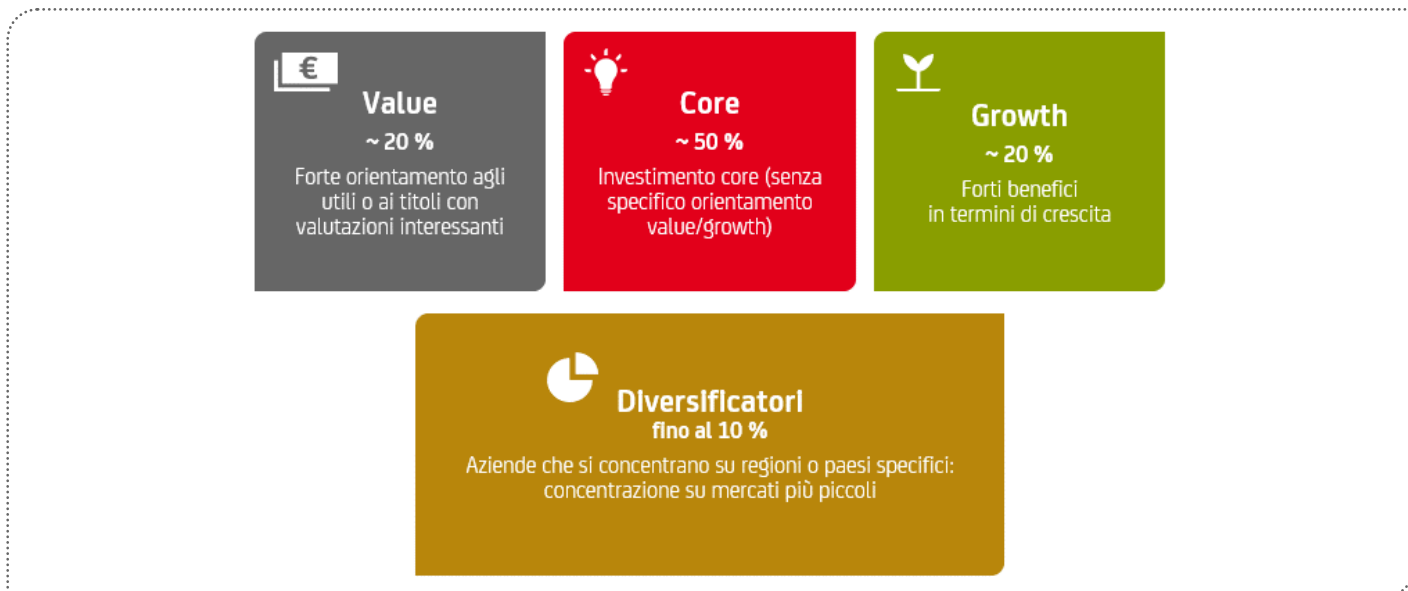 €
Value
~ 20 %
Forte orientamento agli
utili o ai titoli con
valutazioni interessanti
Core
~ 50 %
Investimento core (senza
specifico orientamento
value/growth)
Growth
~ 20 %
Forti benefici
in termini di crescita
Diversificatori
fino al 10 %
Aziende che si concentrano su regioni o paesi specifici:
concentrazione su mercati più piccoli